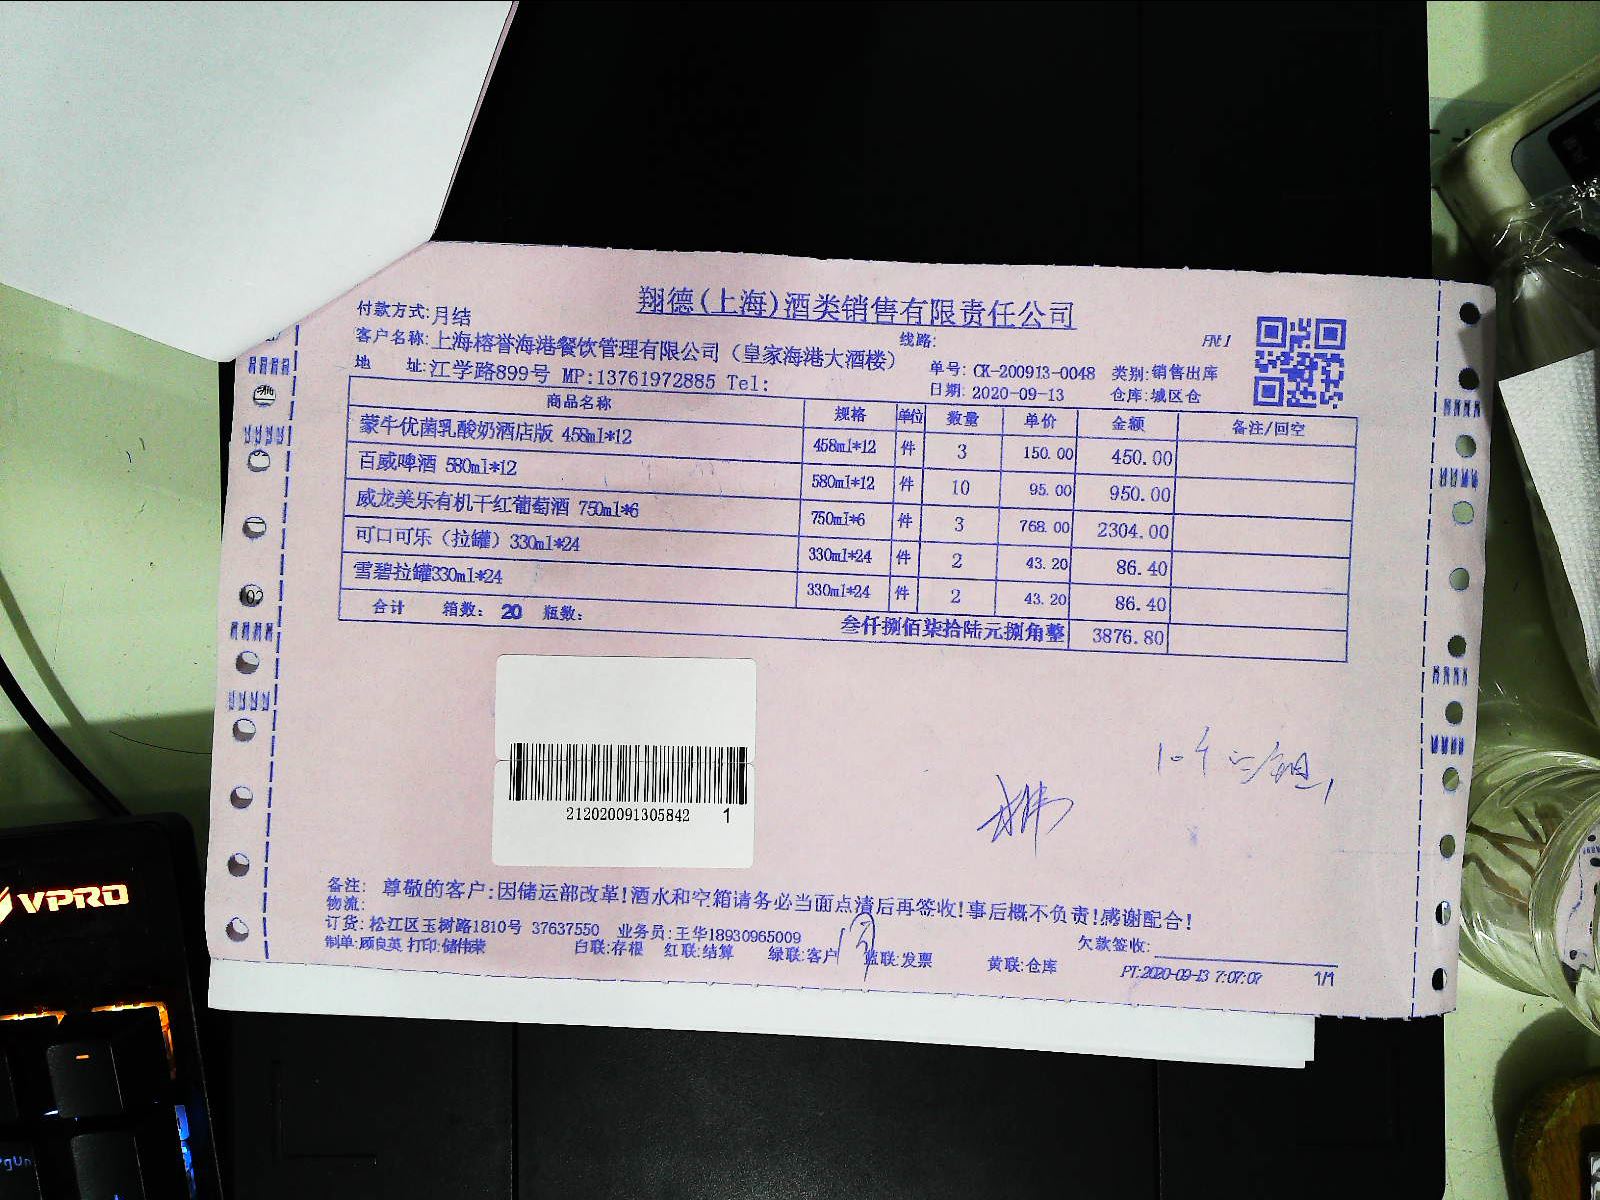 翔德(上海)酒类销售有限责任公司
付款方式:月结
线路:
客户名称:上海榕誉海港餐饮管理有限公司（皇家海港大酒楼）
地 址:江学路899号 MP:13761972885 Tel:
单号: CK-200913-0048 类别:销售出库
日期: 2020-09-13 仓库:城区仓
商品名称 规格 单位 数量 单价 金额 备注/回空
蒙牛优菌乳酸奶酒店版 458ml*12 458ml*12 件 3 150.00 450.00
百威啤酒 580ml*12 580ml*12 件 10 95.00 950.00
威龙美乐有机干红葡萄酒 750ml*6 750ml*6 件 3 768.00 2304.00
可口可乐（拉罐）330ml*24 330ml*24 件 2 43.20 86.40
雪碧拉罐330ml*24 330ml*24 件 2 43.20 86.40
合计 箱数: 20 瓶数: 叁仟捌佰柒拾陆元捌角整 3876.80
212020091305842 1
备注: 尊敬的客户:因储运部改革!酒水和空箱请务必当面点清后再签收!事后概不负责!感谢配合!
物流:
订货: 松江区玉树路1810号 37637550 业务员:王华18930965009
欠款签收:
制单:顾良英 打印:储伟荣 白联:存根 红联:结算 绿联:客户 蓝联:发票 黄联:仓库 PT:2020-09-13 7:07:07 1/1
VPRO
PgUp